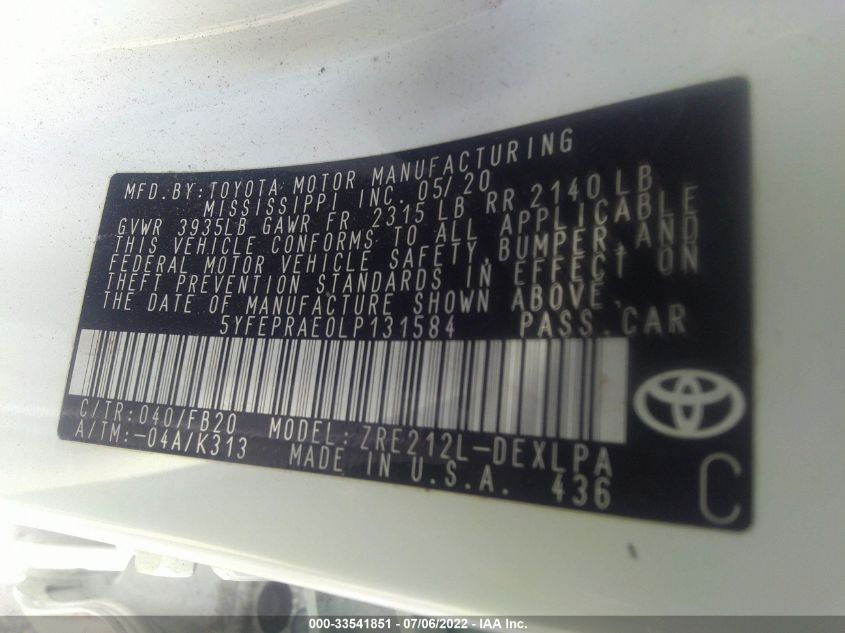 MFD.BY:TOYOTA MOTOR MANUFACTURING
MISSISSIPPI INC. 05/20
GVWR 3935LB GAWR FR 2315 LB RR 2140LB
THIS VEHICLE CONFORMS TO ALL APPLICABLE
FEDERAL MOTOR VEHICLE SAFETY, BUMPER, AND
THEFT PREVENTION STANDARDS IN EFFECT ON
THE DATE OF MANUFACTURE SHOWN ABOVE.
5YFEPRAE0LP131584 PASS.CAR
C/TR:040/FB20 MODEL:ZRE212L-DEXLPA
A/TM:-04A/K313 MADE IN U.S.A. 436
C
000-33541851 - 07/06/2022 - IAA Inc.